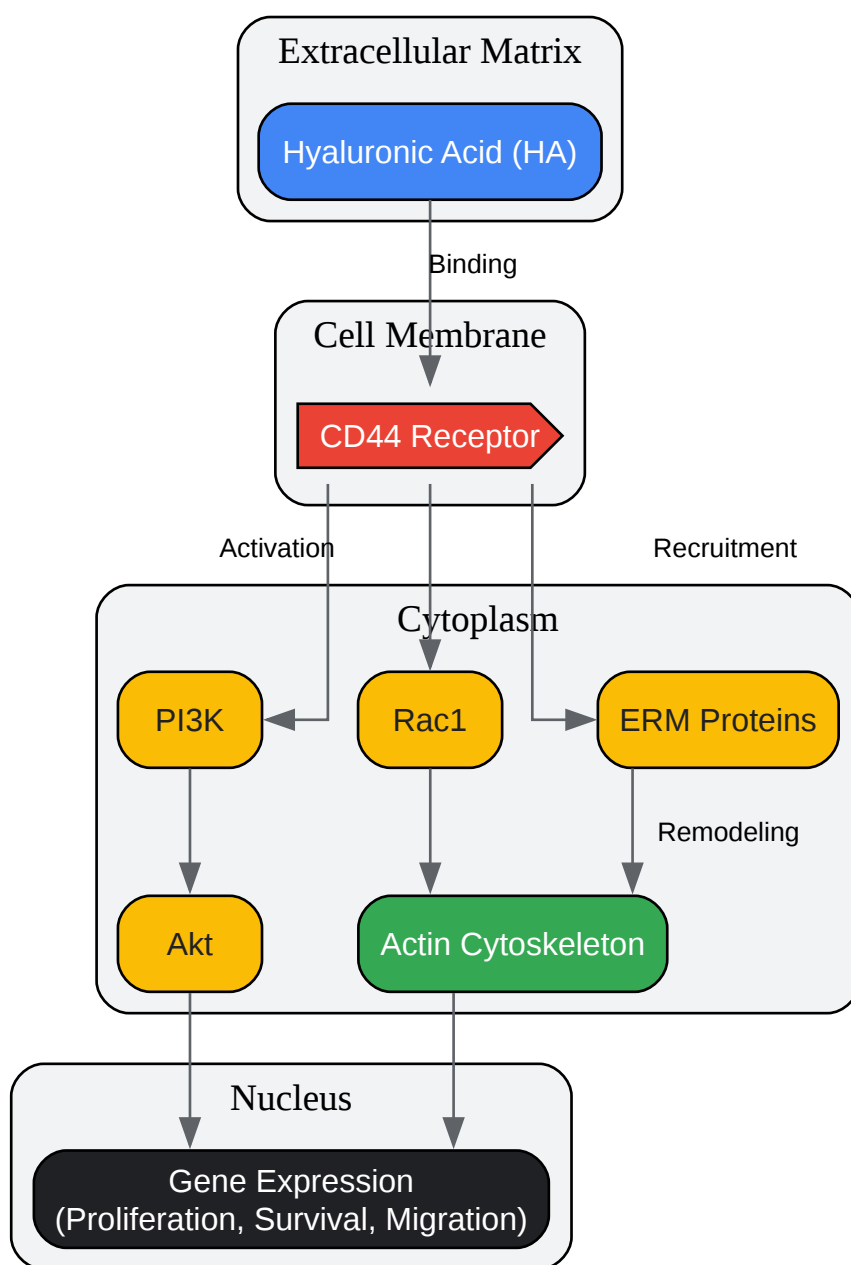 Extracellular Matrix
Hyaluronic Acid (HA)
Binding
Cell Membrane
CD44 Receptor
Activation
Recruitment
Cytoplasm
PI3K
Rac1
ERM Proteins
Remodeling
Akt
Actin Cytoskeleton
Nucleus
Gene Expression
(Proliferation, Survival, Migration)